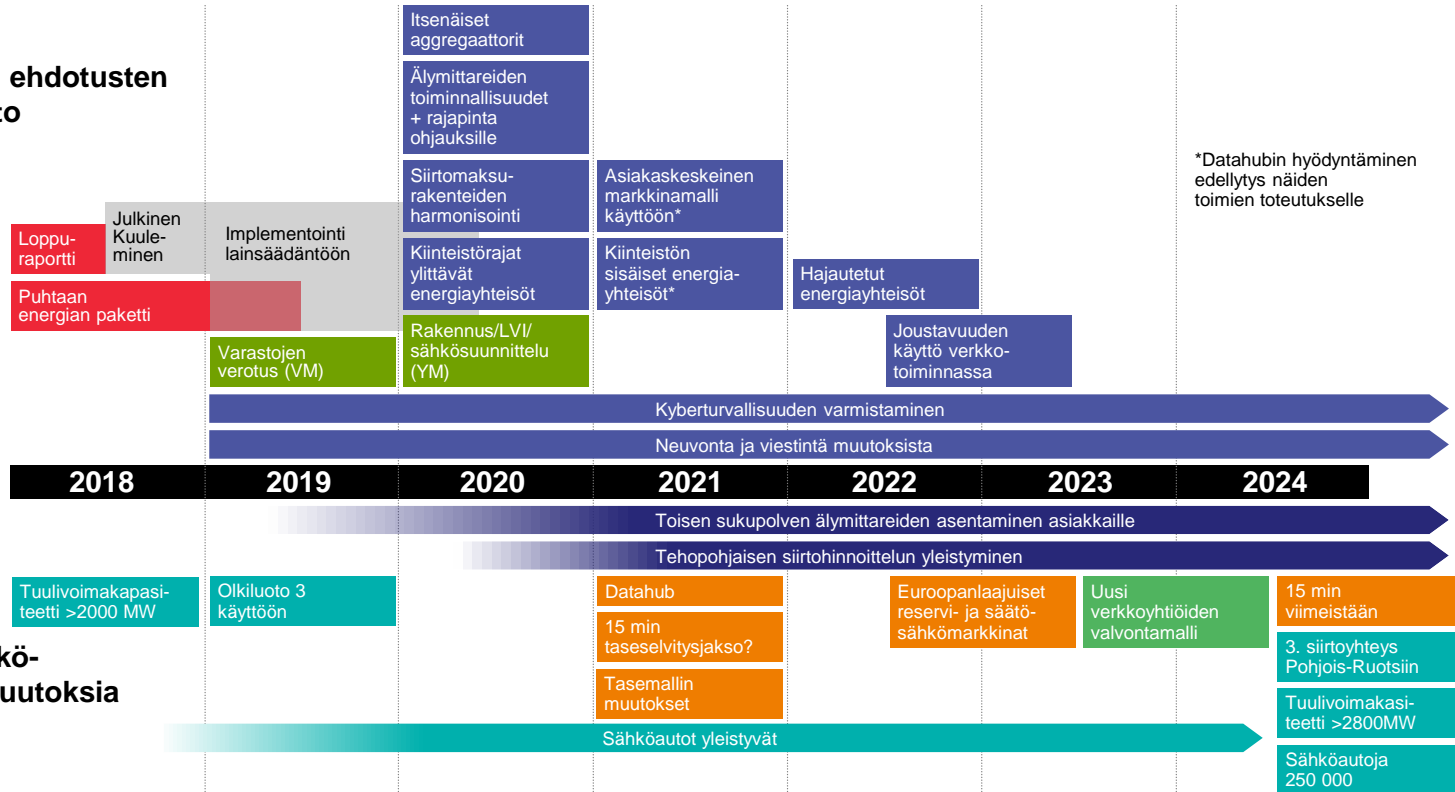 ehdotusten
Itsenäiset
aggregaattorit
Älymittareiden
toiminnallisuudet
+ rajapinta
ohjauksille
Siirtomaksu-
rakenteiden
harmonisointi
Asiakaskeskeinen
markkinamalli
käyttöön*
*Datahubin hyödyntäminen
edellytys näiden
toimien toteutukselle
Loppu-
raportti
Julkinen
Kuule-
minen
Implementointi
lainsäädäntöön
Kiinteistörajat
ylittävät
energiayhteisöt
Kiinteistön
sisäiset energia-
yhteisöt*
Hajautetut
energiayhteisöt
Puhtaan
energian paketti
Varastojen
verotus (VM)
Rakennus/LVI/
sähkösuunnittelu
(YM)
Joustavuuden
käyttö verkko-
toiminnassa
Kyberturvallisuuden varmistaminen
Neuvonta ja viestintä muutoksista
2018 2019 2020 2021 2022 2023 2024
Toisen sukupolven älymittareiden asentaminen asiakkaille
Tehopohjaisen siirtohinnoittelun yleistyminen
Tuulivoimakapasi-
teetti >2000 MW
Olkiluoto 3
käyttöön
Datahub
15 min
taseselvitysjakso?
Tasemallin
muutokset
Euroopanlaajuiset
reservi- ja säätö-
sähkömarkkinat
Uusi
verkkoyhtiöiden
valvontamalli
15 min
viimeistään
3. siirtoyhteys
Pohjois-Ruotsiin
Tuulivoimakasi-
teetti >2800MW
Sähköautoja
250 000
Sähköautot yleistyvät